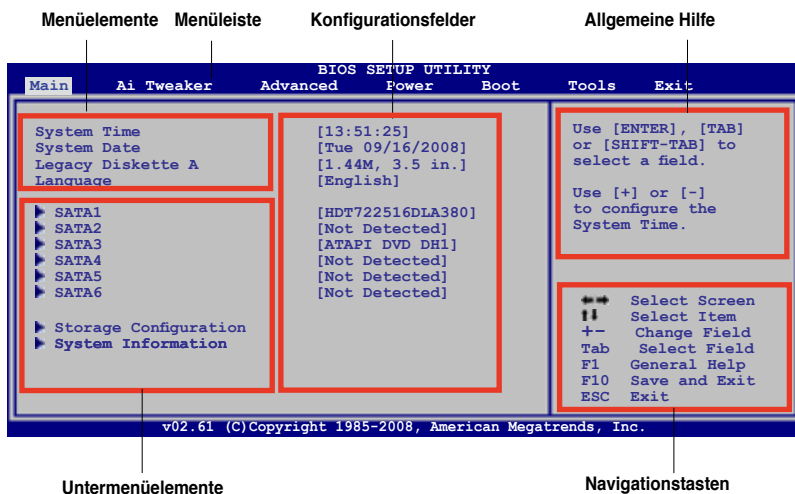 Menüelemente Menüleiste Konfigurationsfelder Allgemeine Hilfe
BIOS SETUP UTILITY
Main Ai Tweaker Advanced Power Boot Tools Exit
System Time [13:51:25]
System Date [Tue 09/16/2008]
Legacy Diskette A [1.44M, 3.5 in.]
Language [English]
SATA1 [HDT722516DLA380]
SATA2 [Not Detected]
SATA3 [ATAPI DVD DH1]
SATA4 [Not Detected]
SATA5 [Not Detected]
SATA6 [Not Detected]
Storage Configuration
System Information
Use [ENTER], [TAB]
or [SHIFT-TAB] to
select a field.
Use [+] or [-]
to configure the
System Time.
←→ Select Screen
↑↓ Select Item
+- Change Field
Tab Select Field
F1 General Help
F10 Save and Exit
ESC Exit
v02.61 (C)Copyright 1985-2008, American Megatrends, Inc.
Untermenüelemente Navigationstasten